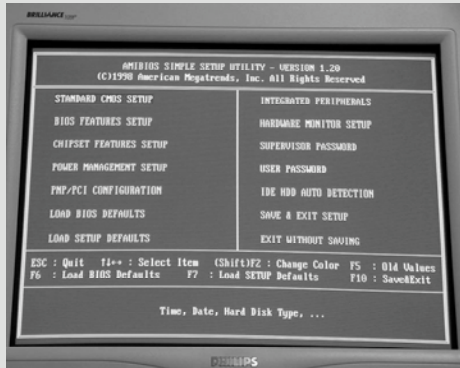 BRILLIANCE 109P
AMIBIOS SIMPLE SETUP UTILITY - VERSION 1.20
(C)1998 American Megatrends, Inc. All Rights Reserved
STANDARD CMOS SETUP
BIOS FEATURES SETUP
CHIPSET FEATURES SETUP
POWER MANAGEMENT SETUP
PNP/PCI CONFIGURATION
LOAD BIOS DEFAULTS
LOAD SETUP DEFAULTS
INTEGRATED PERIPHERALS
HARDWARE MONITOR SETUP
SUPERVISOR PASSWORD
USER PASSWORD
IDE HDD AUTO DETECTION
SAVE & EXIT SETUP
EXIT WITHOUT SAVING
ESC : Quit ↑↓←→ : Select Item (Shift)F2 : Change Color F5 : Old Values
F6 : Load BIOS Defaults F7 : Load SETUP Defaults F10 : Save&Exit
Time, Date, Hard Disk Type, ...
PHILIPS